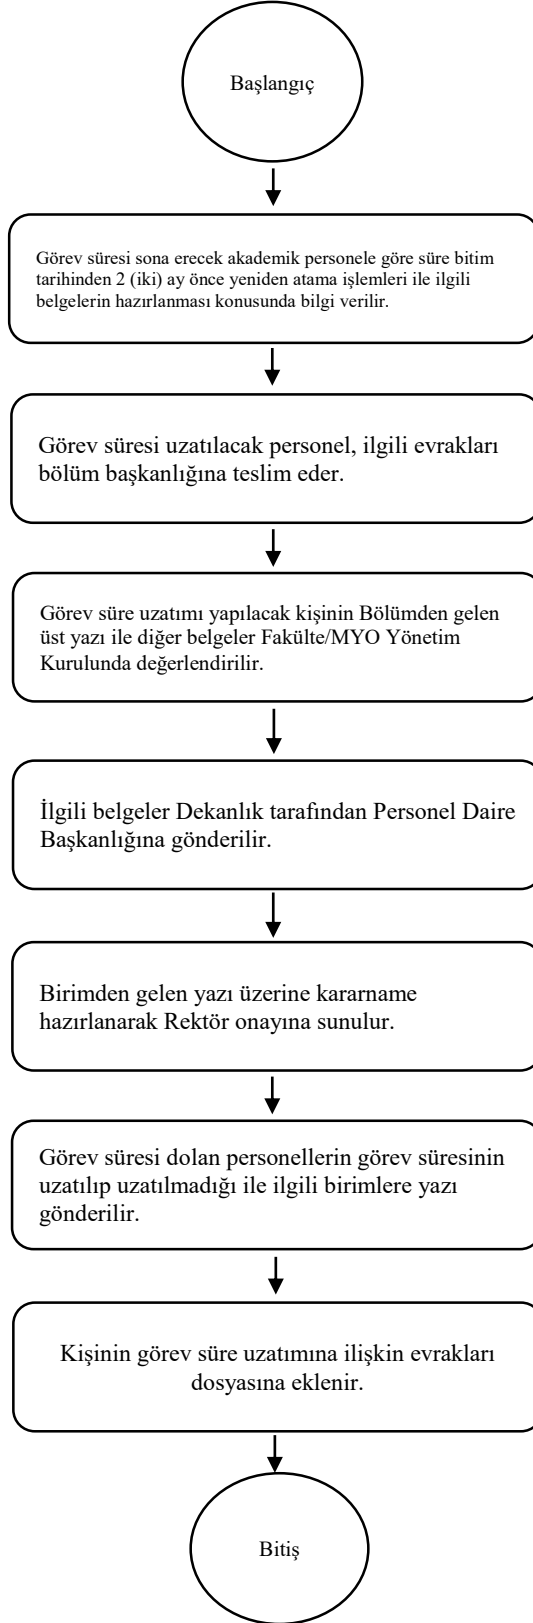 Başlangıç
Görev süresi sona erecek akademik personele göre süre bitim
tarihinden 2 (iki) ay önce yeniden atama işlemleri ile ilgili
belgelerin hazırlanması konusunda bilgi verilir.
Görev süresi uzatılacak personel, ilgili evrakları
bölüm başkanlığına teslim eder.
Görev süre uzatımı yapılacak kişinin Bölümden gelen
üst yazı ile diğer belgeler Fakülte/MYO Yönetim
Kurulunda değerlendirilir.
İlgili belgeler Dekanlık tarafından Personel Daire
Başkanlığına gönderilir.
Birimden gelen yazı üzerine kararname
hazırlanarak Rektör onayına sunulur.
Görev süresi dolan personellerin görev süresinin
uzatılıp uzatılmadığı ile ilgili birimlere yazı
gönderilir.
Kişinin görev süre uzatımına ilişkin evrakları
dosyasına eklenir.
Bitiş